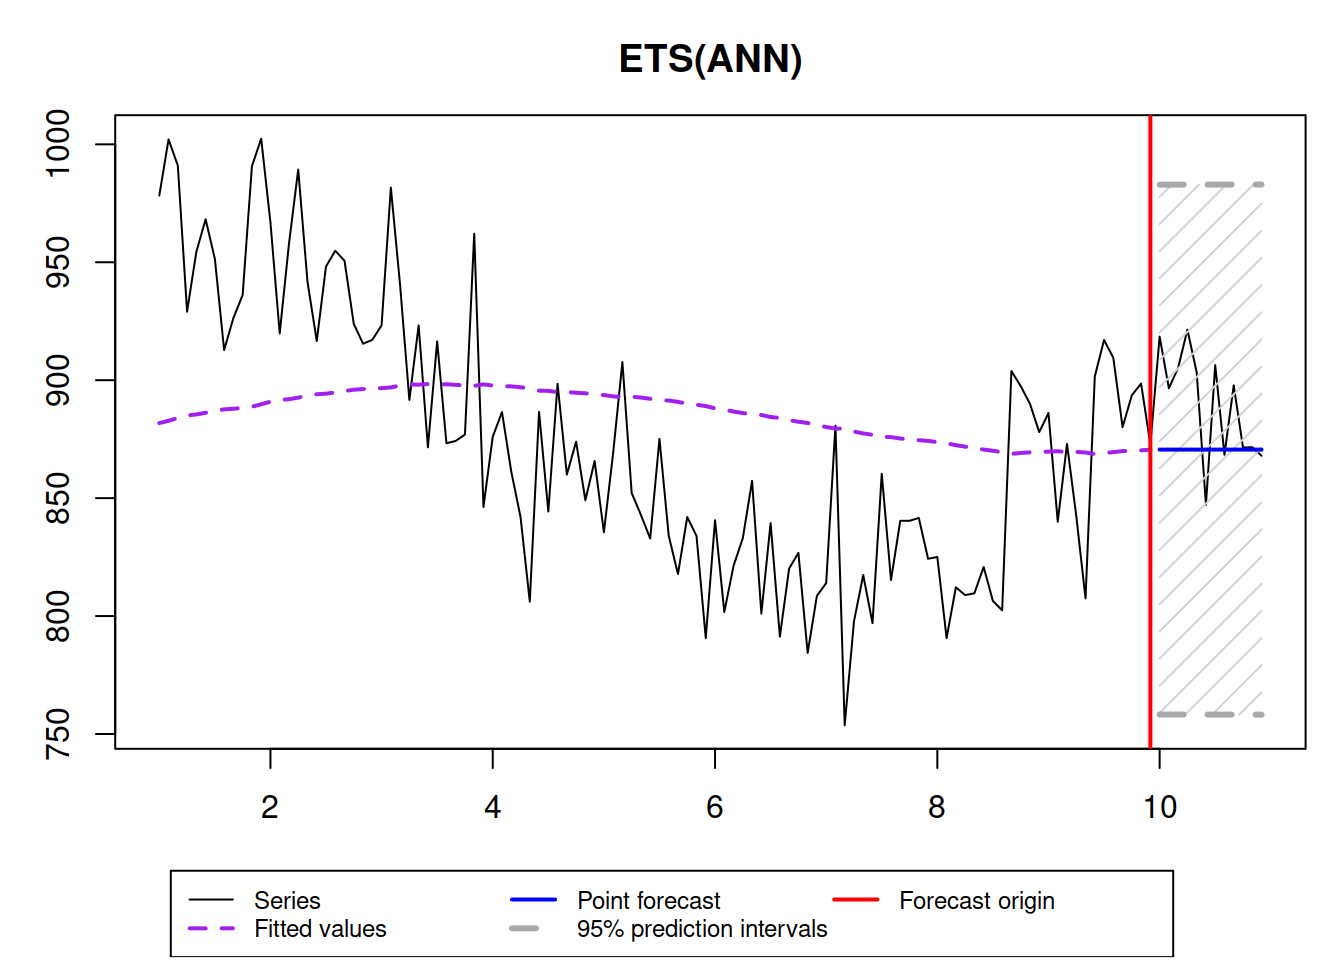 ETS(ANN)
1000
950
900
850
800
750
2 4 6 8 10
Series Point forecast Forecast origin
Fitted values 95% prediction intervals